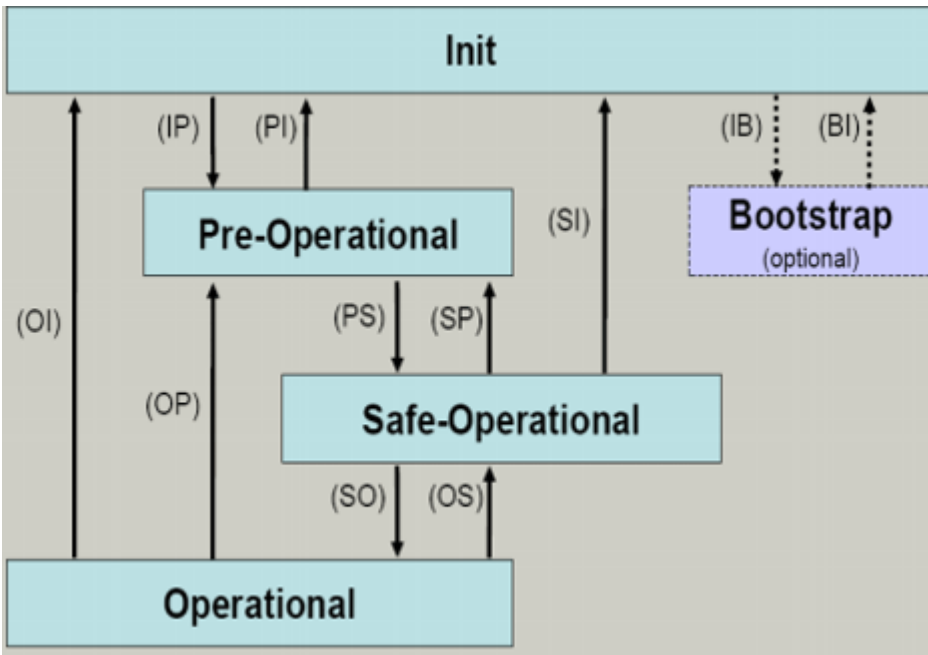 Init
(IP)
(PI)
(IB)
(BI)
Pre-Operational
(SI)
Bootstrap
(optional)
(OI)
(PS)
(SP)
(OP)
Safe-Operational
(SO)
(OS)
Operational